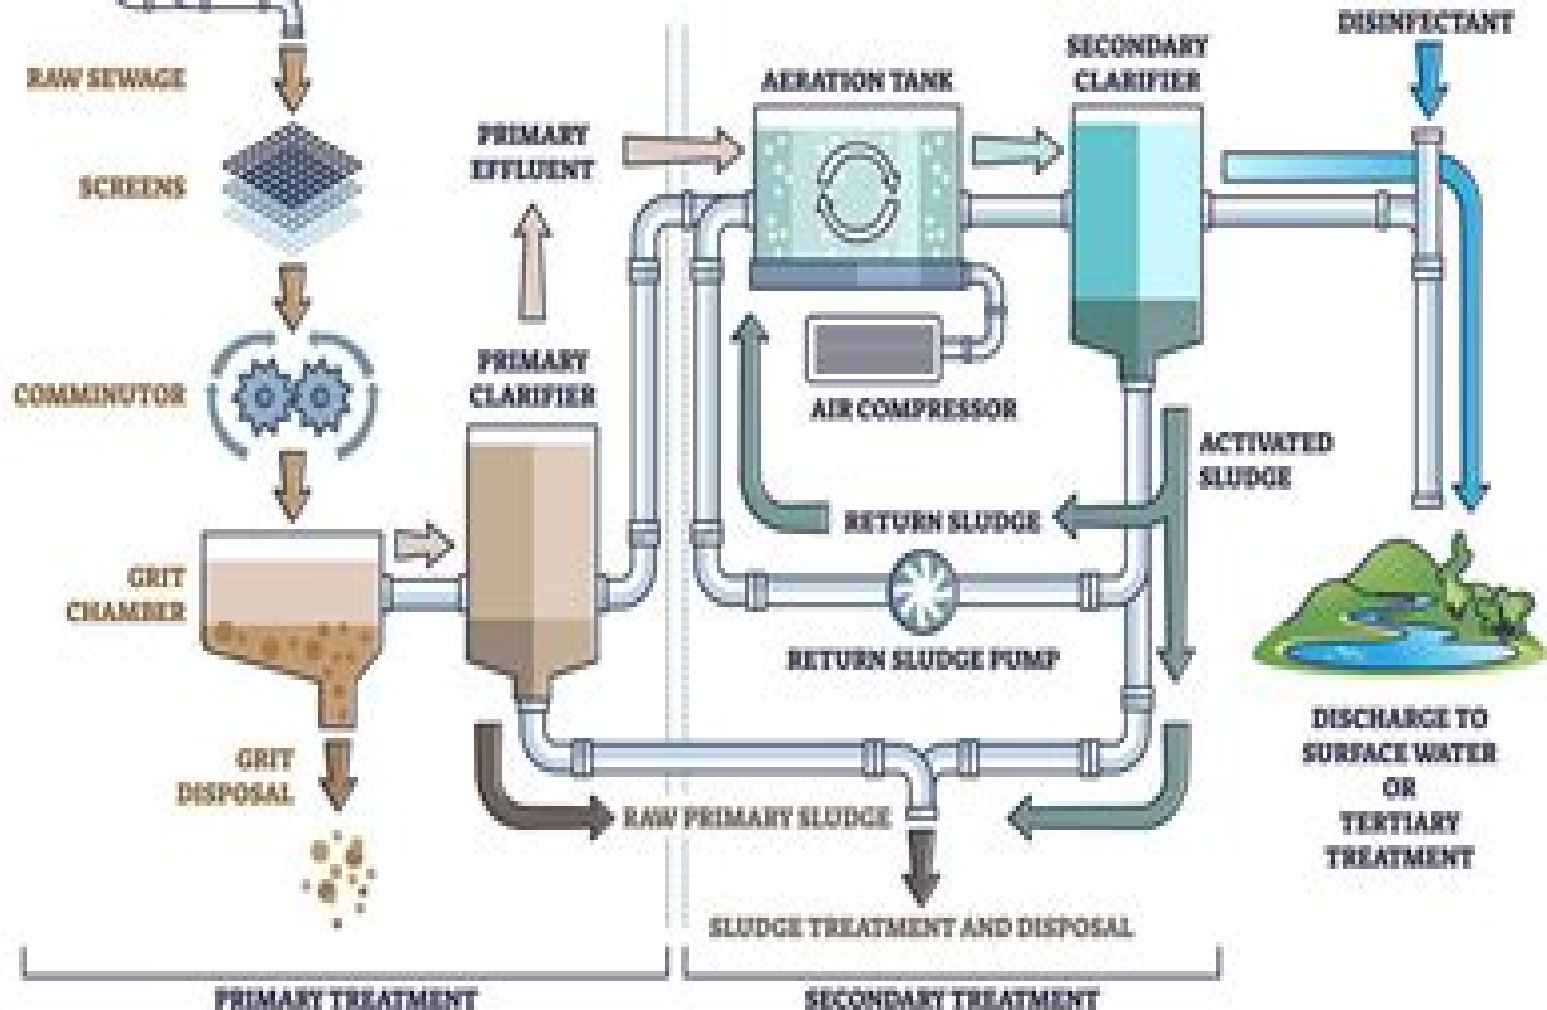 RAW SEWAGE
SCREENS
COMMINUTOR
GRIT
CHAMBER
GRIT
DISPOSAL
PRIMARY
EFFLUENT
PRIMARY
CLARIFIER
RAW PRIMARY SLUDGE
PRIMARY TREATMENT
AERATION TANK
SECONDARY
CLARIFIER
AIR COMPRESSOR
ACTIVATED
SLUDGE
RETURN SLUDGE
RETURN SLUDGE PUMP
SLUDGE TREATMENT AND DISPOSAL
SECONDARY TREATMENT
DISINFECTANT
DISCHARGE TO
SURFACE WATER
OR
TERTIARY
TREATMENT